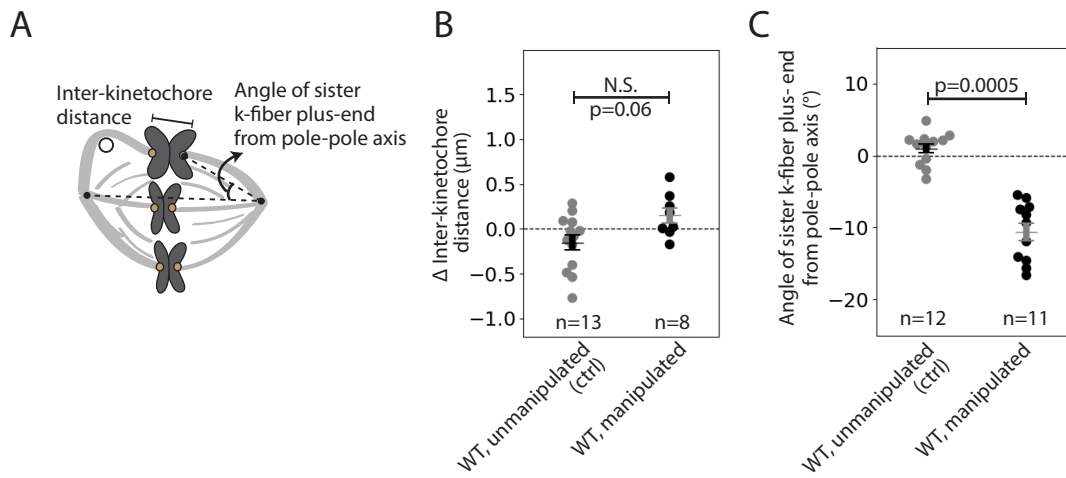 A
Inter-kinetochore
distance
Angle of sister
k-fiber plus-end
from pole-pole axis
B
Δ Inter-kinetochore
distance (μm)
1.5
1.0
0.5
0.0
−0.5
−1.0
N.S.
p=0.06
n=13
n=8
WT, unmanipulated
(ctrl)
WT, manipulated
C
Angle of sister k-fiber plus- end
from pole-pole axis (°)
10
0
−10
−20
p=0.0005
n=12
n=11
WT, unmanipulated
(ctrl)
WT, manipulated